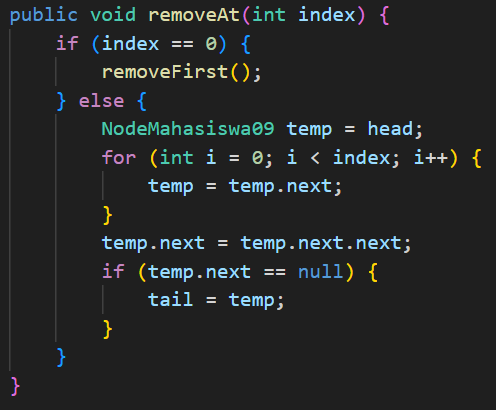 public void removeAt(int index) {
    if (index == 0) {
        removeFirst();
    } else {
        NodeMahasiswa09 temp = head;
        for (int i = 0; i < index; i++) {
            temp = temp.next;
        }
        temp.next = temp.next.next;
        if (temp.next == null) {
            tail = temp;
        }
    }
}